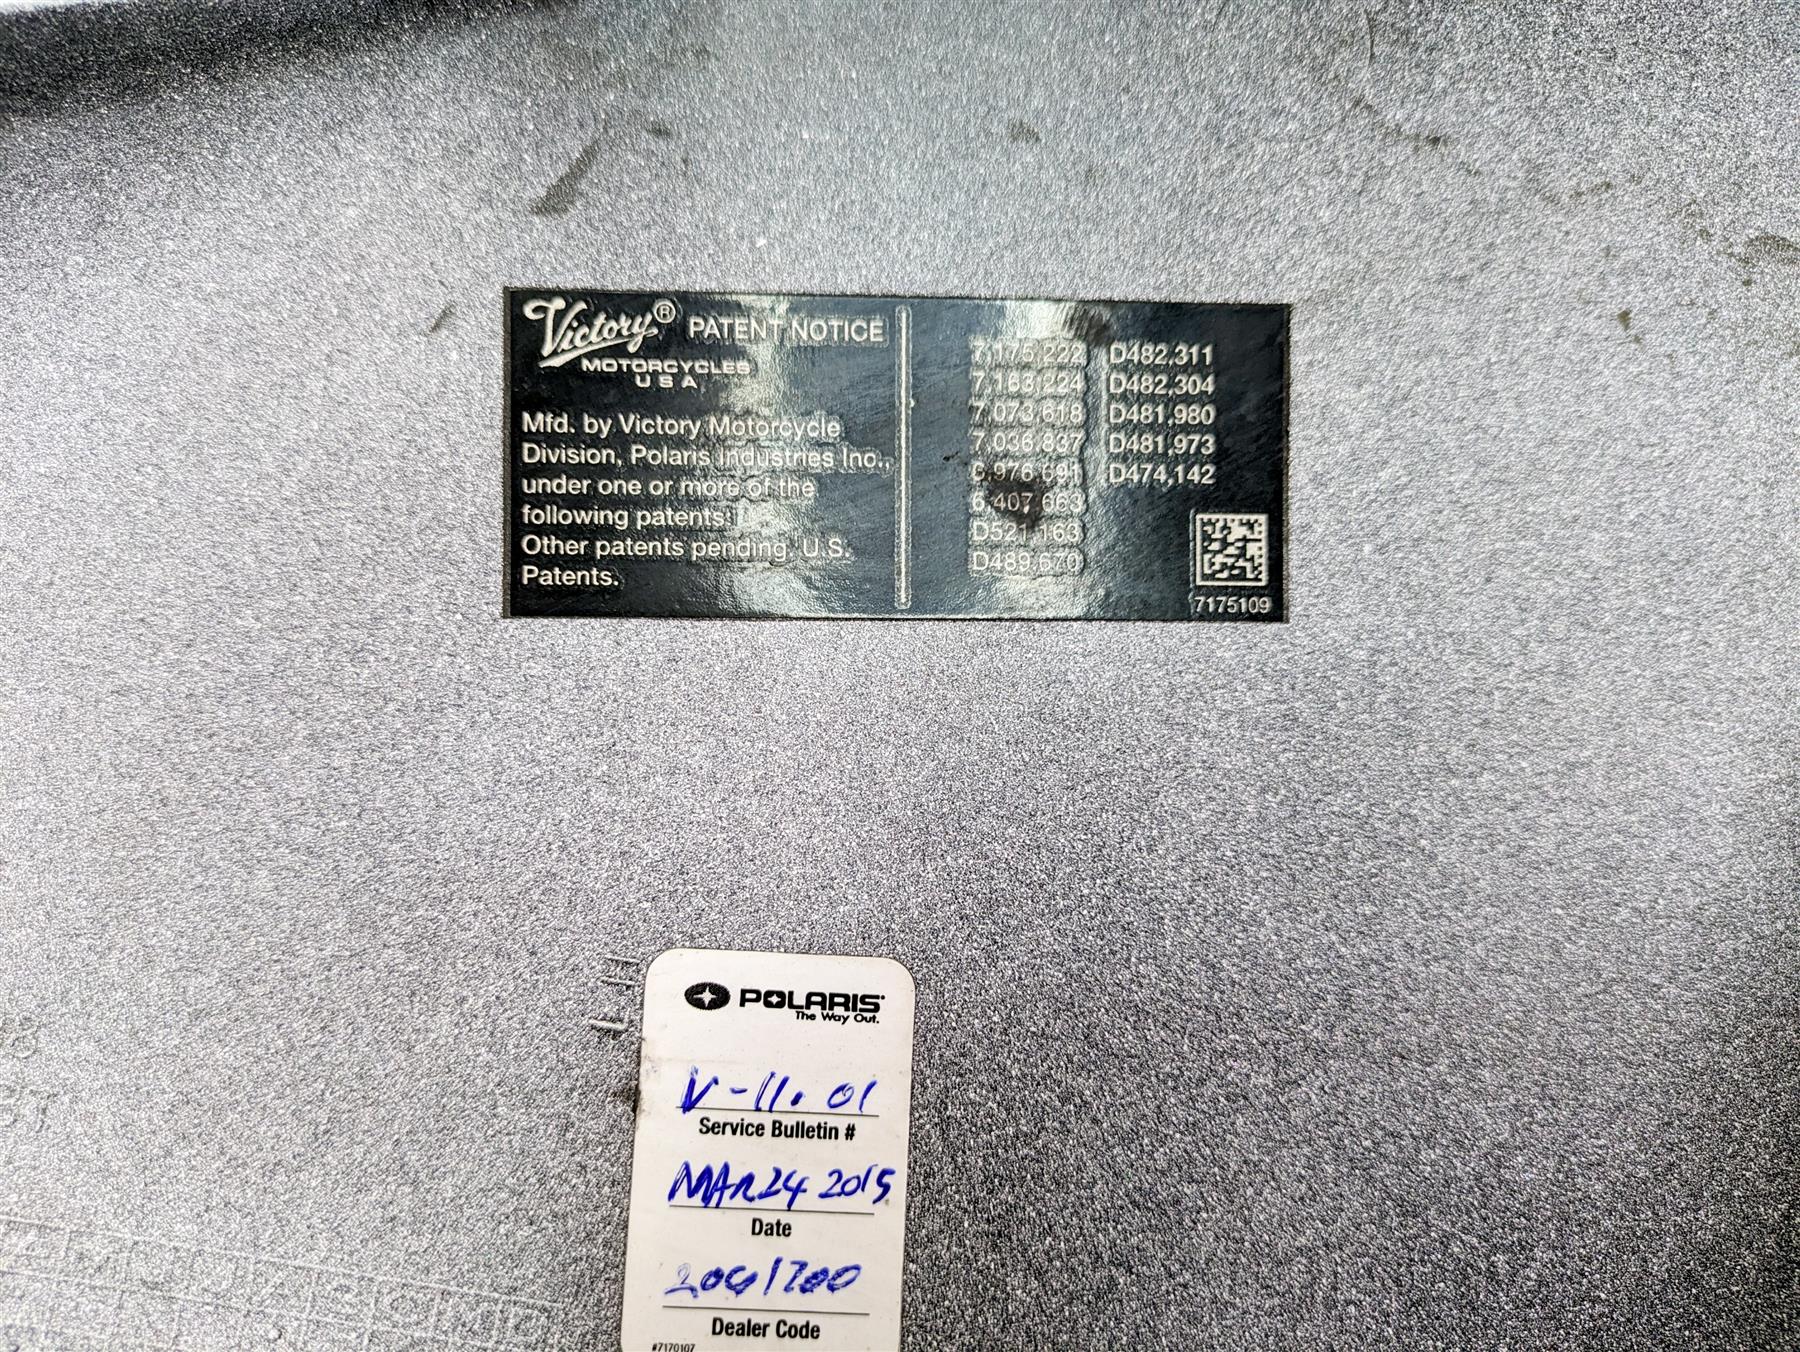 Victory® PATENT NOTICE
MOTORCYCLES
USA
Mfd. by Victory Motorcycle
Division, Polaris Industries Inc.,
under one or more of the
following patents:
Other patents pending, U.S.
Patents.
7,175,222 D482,311
7,163,224 D482,304
7,073,618 D481,980
7,036,837 D481,973
6,976,691 D474,142
6,407,663
D521,163
D489,670
7175109
POLARIS
The Way Out.
V-11.01
Service Bulletin #
MAR 24 2015
Date
Dealer Code
#7170107